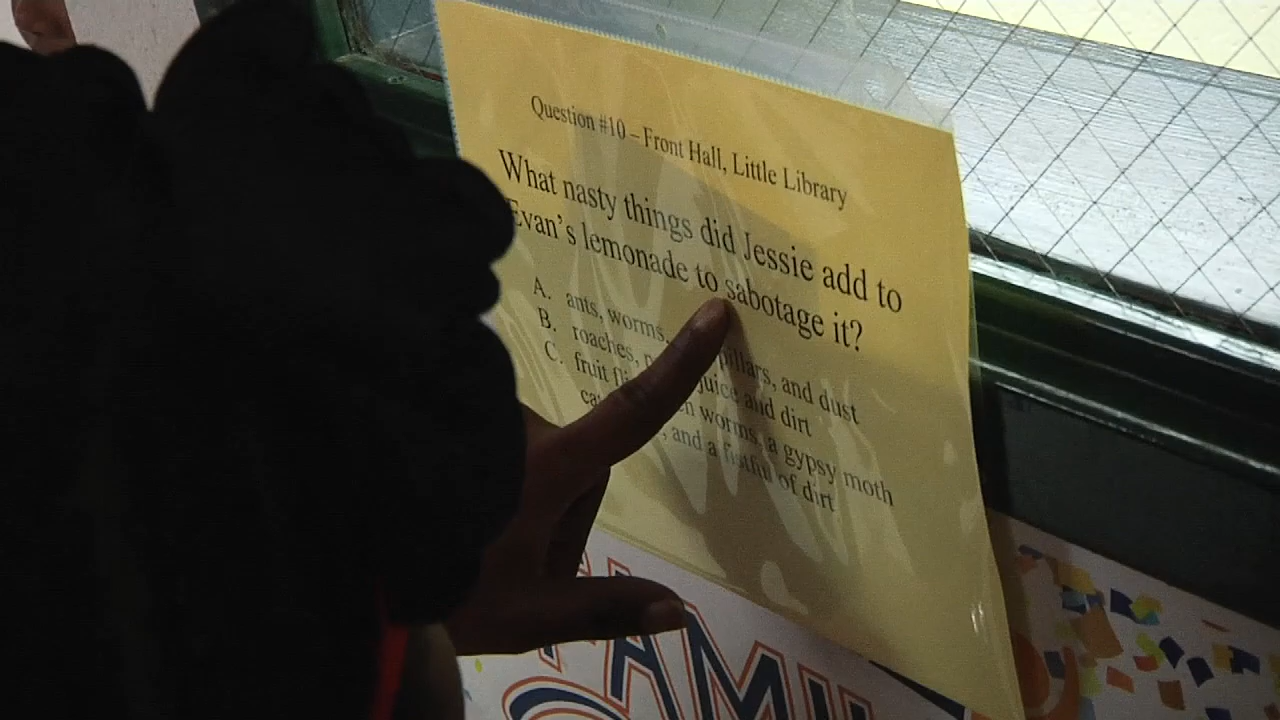 Question #10 – Front Hall, Little Library
What nasty things did Jessie add to
Evan's lemonade to sabotage it?
A. ants, worms, and dust
B. roaches, juice and dirt
C. fruit worms, a gypsy moth
, and a fistful of dirt